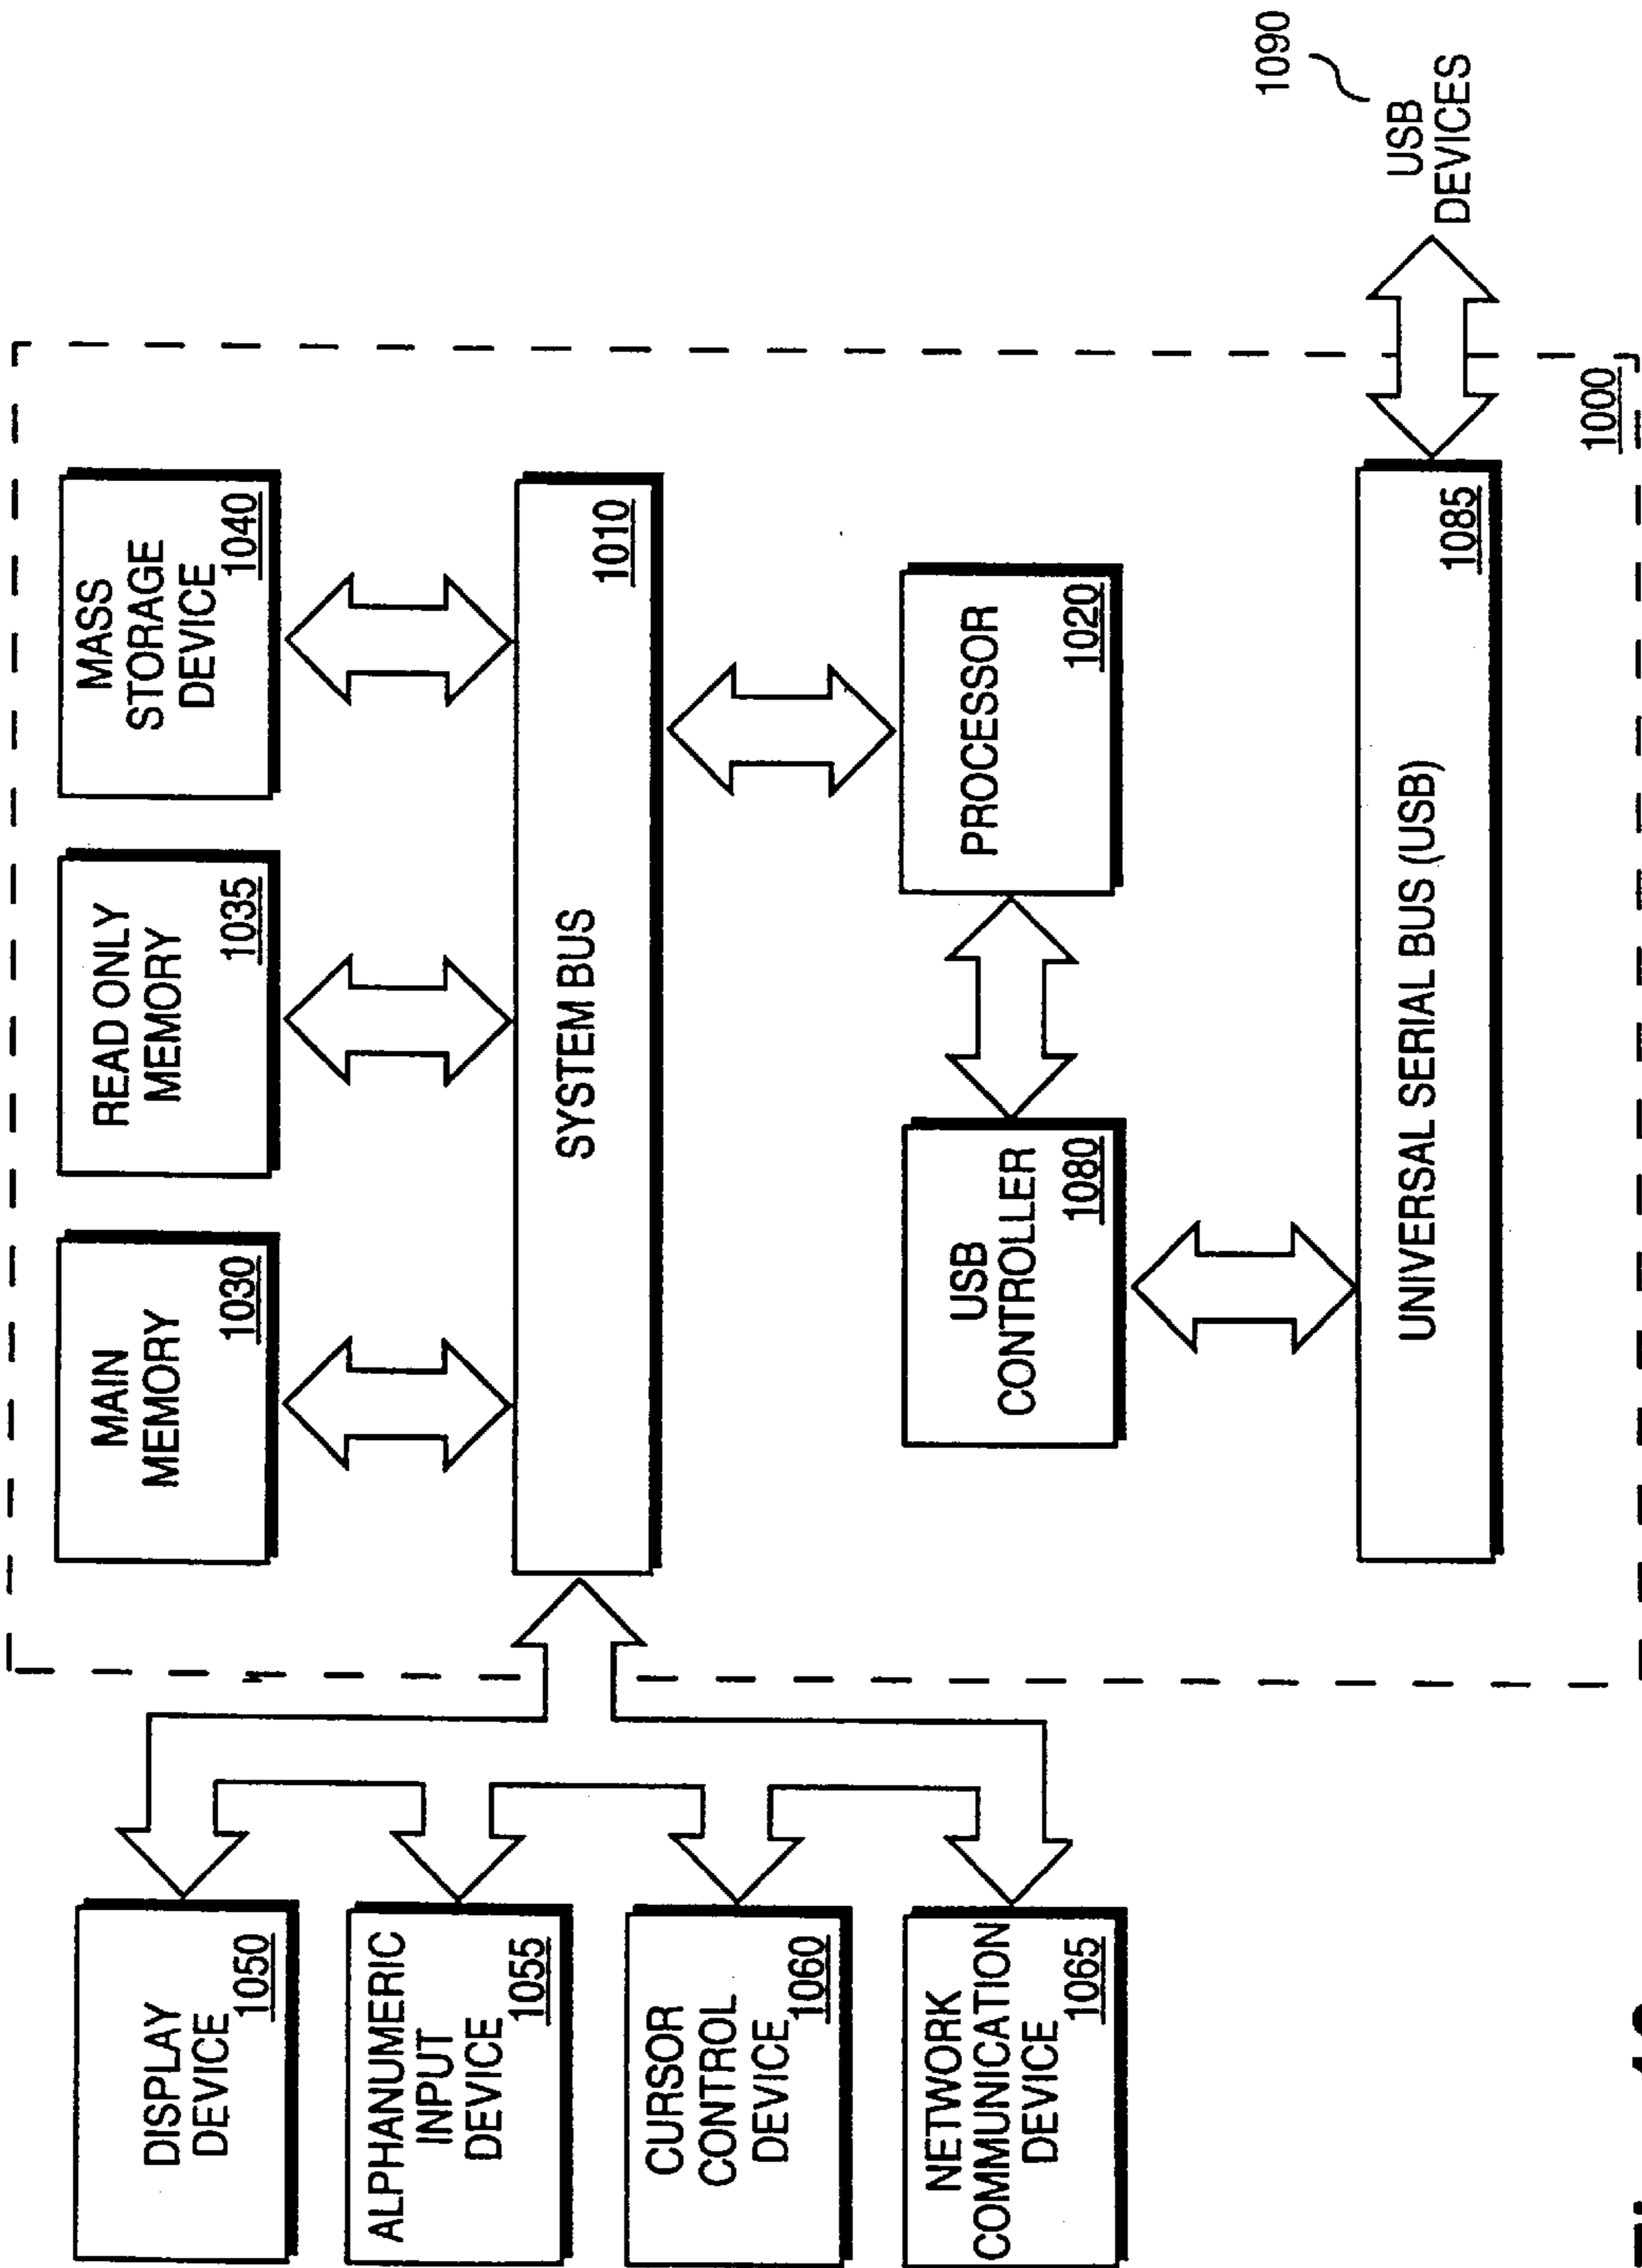 DISPLAY
DEVICE
1050
ALPHANUMERIC
INPUT
DEVICE
1055
CURSOR
CONTROL
DEVICE
1060
NETWORK
COMMUNICATION
DEVICE
1065
MAIN
MEMORY
1030
READ ONLY
MEMORY
1035
MASS
STORAGE
DEVICE
1040
SYSTEM BUS
1010
USB
CONTROLLER
1080
PROCESSOR
1020
UNIVERSAL SERIAL BUS (USB)
1085
1000
1090
USB
DEVICES